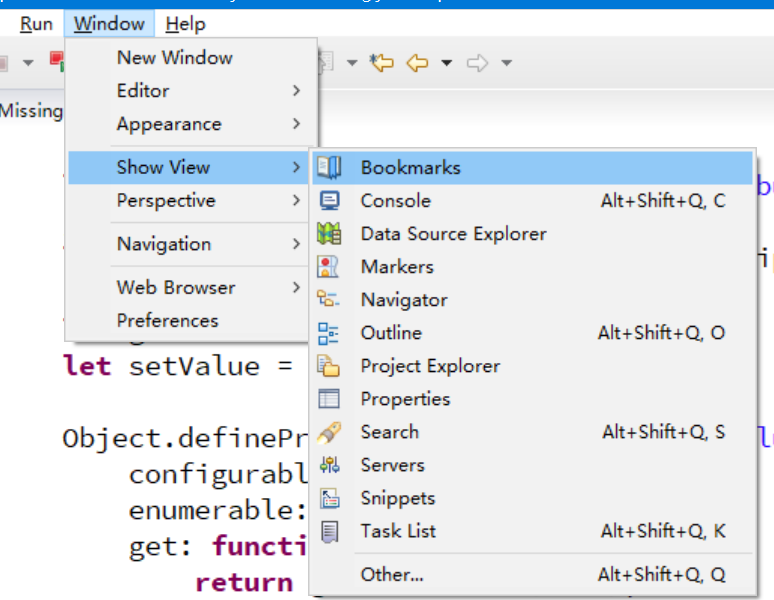 Run Window Help
Missing
New Window
Editor
Appearance
Show View
Perspective
Navigation
Web Browser
Preferences
Bookmarks
Console Alt+Shift+Q, C
Data Source Explorer
Markers
Navigator
Outline Alt+Shift+Q, O
Project Explorer
Properties
Search Alt+Shift+Q, S
Servers
Snippets
Task List Alt+Shift+Q, K
Other... Alt+Shift+Q, Q
let setValue =
Object.definePr
configurabl
enumerable:
get: functi
return